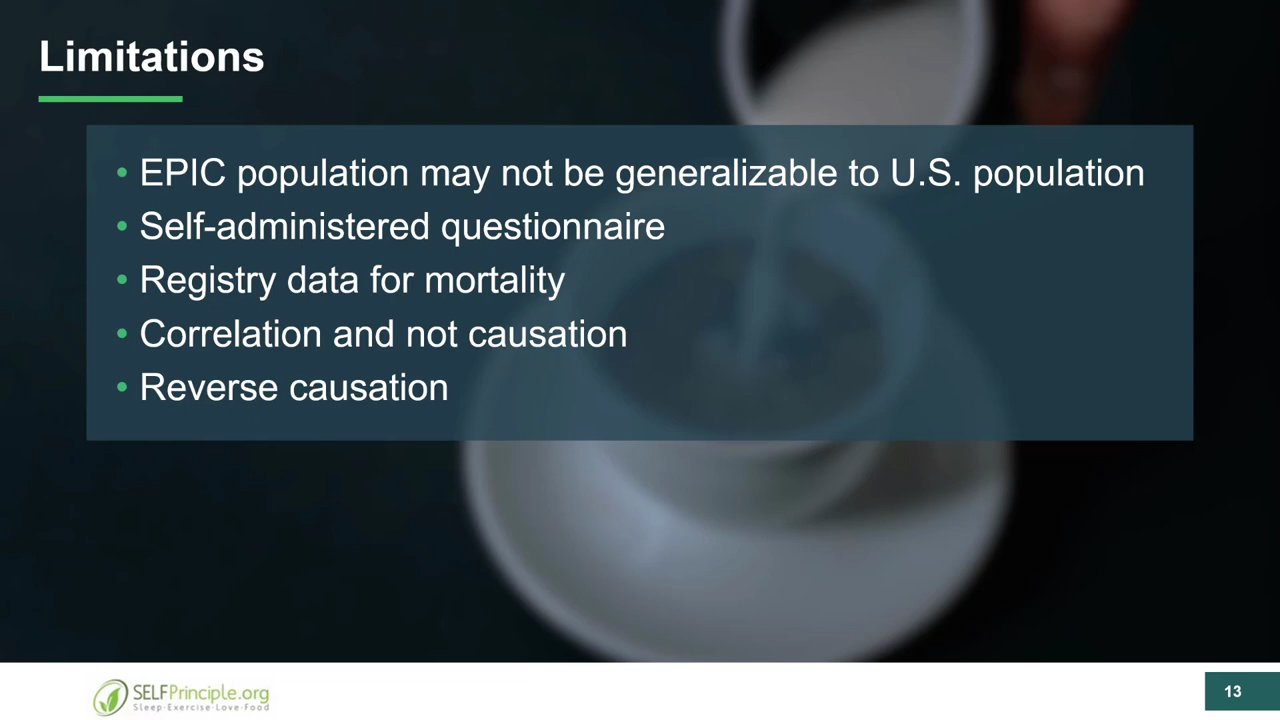 Limitations
• EPIC population may not be generalizable to U.S. population
• Self-administered questionnaire
• Registry data for mortality
• Correlation and not causation
• Reverse causation
SELFPrinciple.org
Sleep·Exercise·Love·Food
13